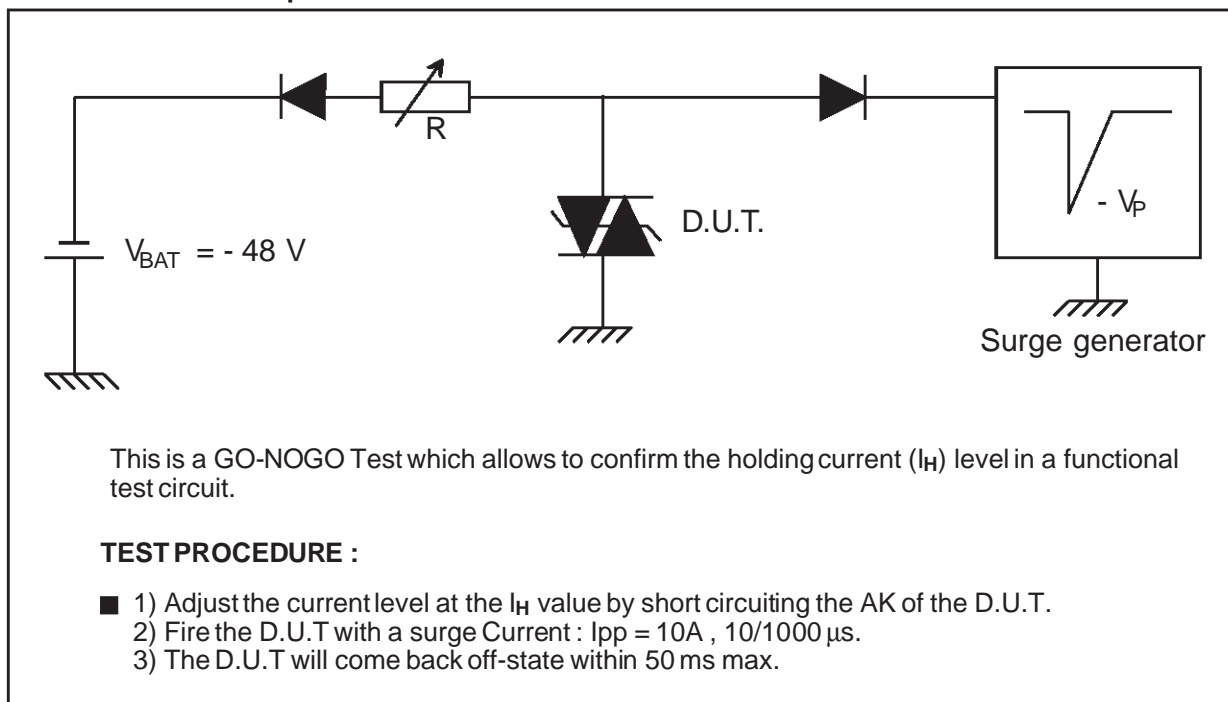 R
D.U.T.
- VP
VBAT = - 48 V
Surge generator
This is a GO-NOGO Test which allows to confirm the holding current (IH) level in a functional
test circuit.
TEST PROCEDURE :
■ 1) Adjust the current level at the IH value by short circuiting the AK of the D.U.T.
2) Fire the D.U.T with a surge Current : Ipp = 10A , 10/1000 µs.
3) The D.U.T will come back off-state within 50 ms max.